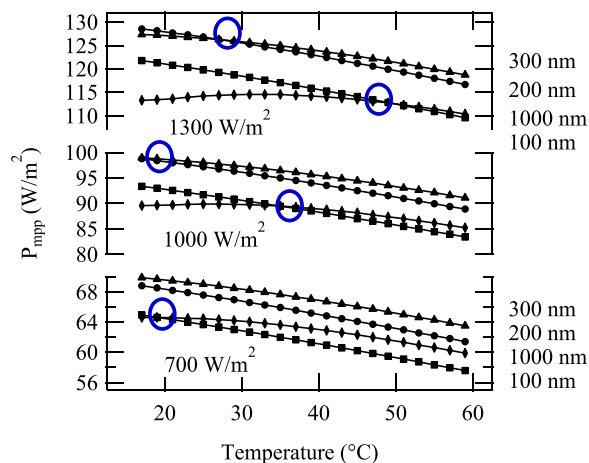 130
125
120
115
110
1300 W/m²
300 nm
200 nm
1000 nm
100 nm
100
95
90
85
80
1000 W/m²
P_mpp (W/m²)
68
64
60
56
700 W/m²
300 nm
200 nm
1000 nm
100 nm
20 30 40 50 60
Temperature (°C)